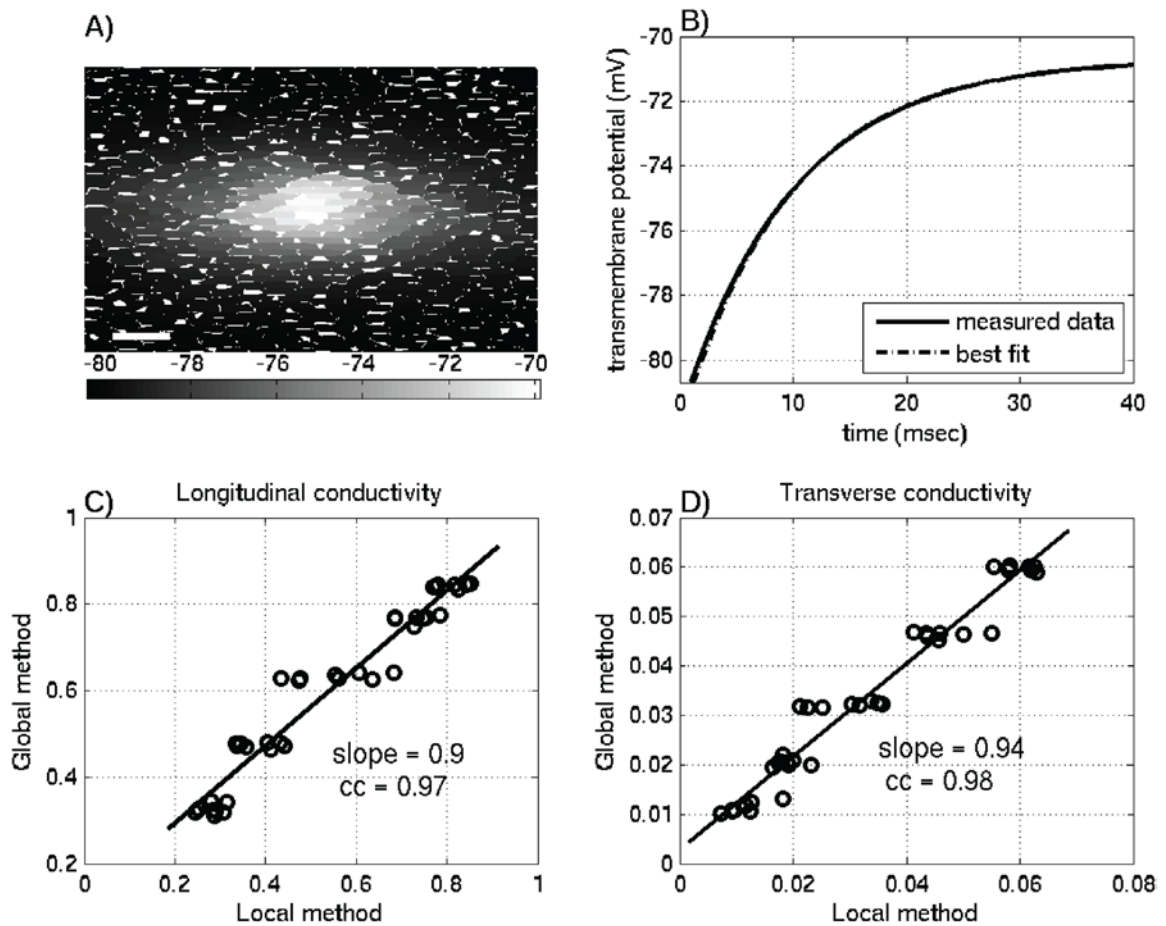 A)
-80 -78 -76 -74 -72 -70
B)
-70
-72
-74
-76
-78
-80
transmembrane potential (mV)
measured data
best fit
0 10 20 30 40
time (msec)
C)
Longitudinal conductivity
1
0.8
0.6
0.4
0.2
Global method
slope = 0.9
cc = 0.97
0 0.2 0.4 0.6 0.8 1
Local method
D)
Transverse conductivity
0.07
0.06
0.05
0.04
0.03
0.02
0.01
0
Global method
slope = 0.94
cc = 0.98
0 0.02 0.04 0.06 0.08
Local method